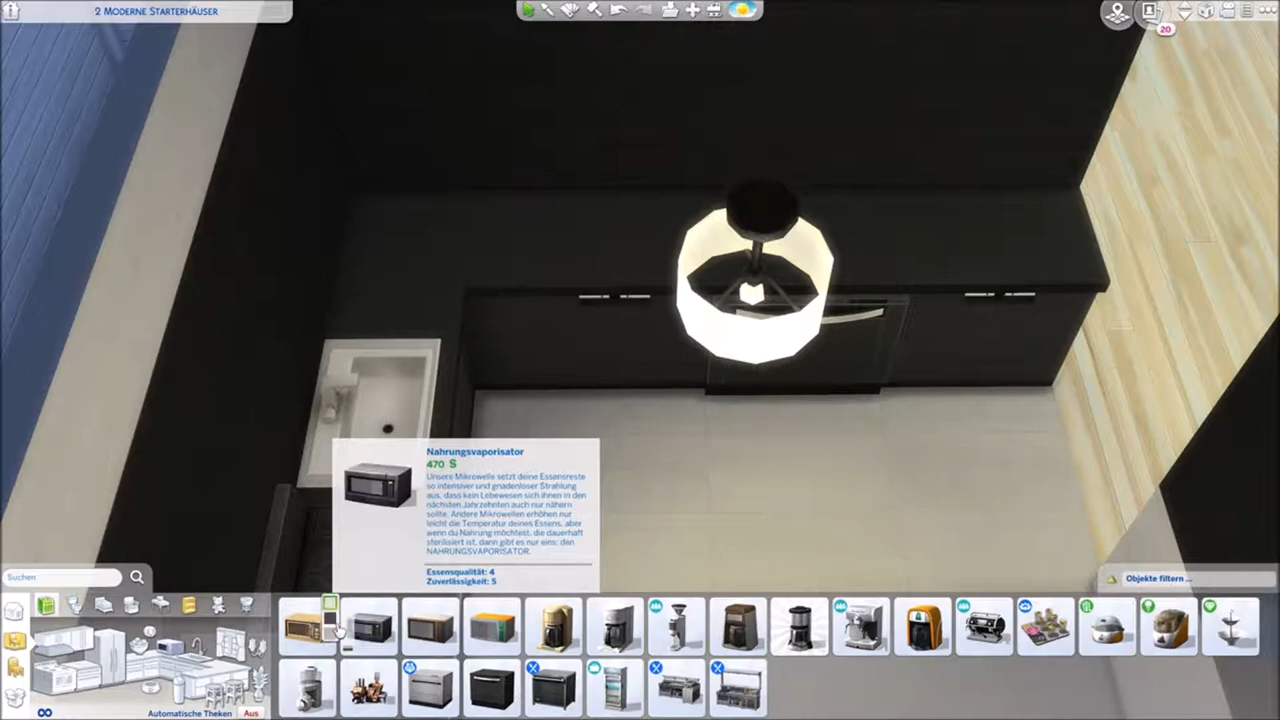 2 MODERNE STARTERHÄUSER
20
Nahrungsvaporisator
470 S
Unsere Mikrowelle setzt deine Essensreste
so intensiver und gnadenloser Strahlung
aus, dass kein Lebewesen sich ihnen in den
nächsten Jahrzehnten auch nur nähern
sollte. Andere Mikrowellen erhöhen nur
leicht die Temperatur deines Essens, aber
wenn du Nahrung möchtest, die dauerhaft
sterilisiert ist, dann gibt es nur eins: den
NAHRUNGSVAPORISATOR.
Essensqualität: 4
Zuverlässigkeit: 5
Suchen
Objekte filtern ...
Automatische Theken Aus